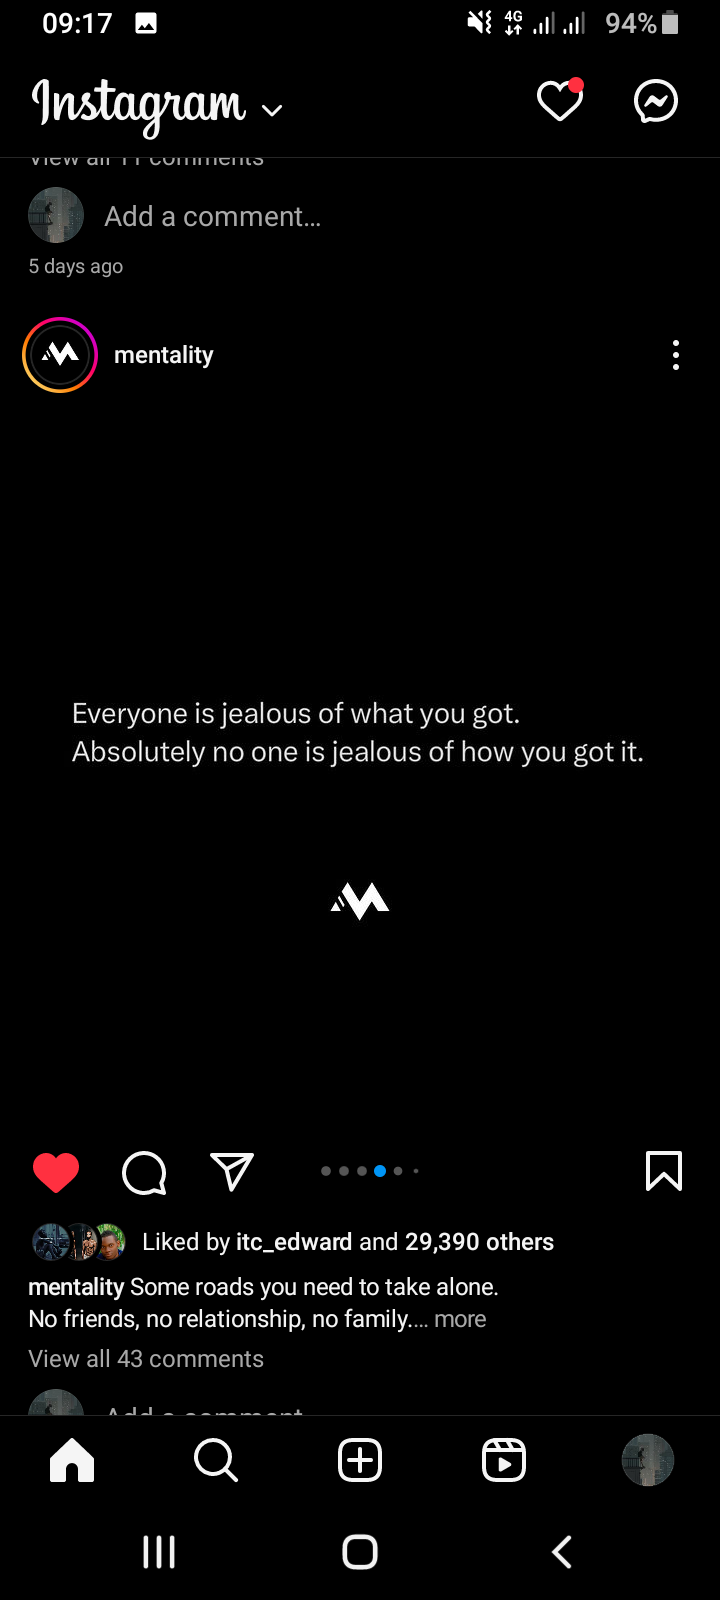 09:17
4G
94%
Instagram
View all 11 comments
Add a comment...
5 days ago
mentality
Everyone is jealous of what you got.
Absolutely no one is jealous of how you got it.
Liked by itc_edward and 29,390 others
mentality Some roads you need to take alone.
No friends, no relationship, no family.... more
View all 43 comments
Add a comment